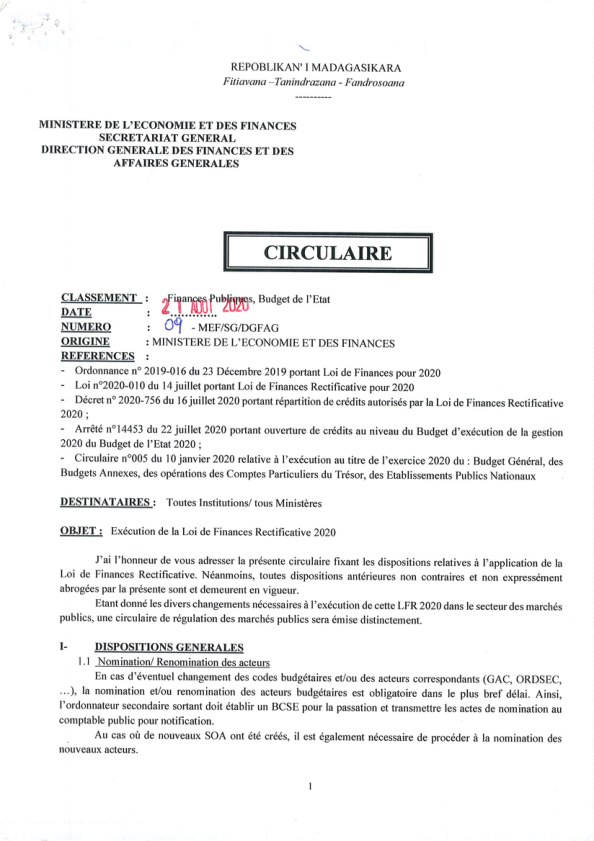 REPOBLIKAN' I MADAGASIKARA
Fitiavana –Tanindrazana - Fandrosoana
----------
MINISTERE DE L'ECONOMIE ET DES FINANCES
SECRETARIAT GENERAL
DIRECTION GENERALE DES FINANCES ET DES
AFFAIRES GENERALES
CIRCULAIRE
CLASSEMENT : Finances Publiques, Budget de l'Etat
DATE : 21 AOUT 2020
NUMERO : 09 - MEF/SG/DGFAG
ORIGINE : MINISTERE DE L'ECONOMIE ET DES FINANCES
REFERENCES :
- Ordonnance n° 2019-016 du 23 Décembre 2019 portant Loi de Finances pour 2020
- Loi n°2020-010 du 14 juillet portant Loi de Finances Rectificative pour 2020
- Décret n° 2020-756 du 16 juillet 2020 portant répartition de crédits autorisés par la Loi de Finances Rectificative
2020 ;
- Arrêté n°14453 du 22 juillet 2020 portant ouverture de crédits au niveau du Budget d'exécution de la gestion
2020 du Budget de l'Etat 2020 ;
- Circulaire n°005 du 10 janvier 2020 relative à l'exécution au titre de l'exercice 2020 du : Budget Général, des
Budgets Annexes, des opérations des Comptes Particuliers du Trésor, des Etablissements Publics Nationaux
DESTINATAIRES : Toutes Institutions/ tous Ministères
OBJET : Exécution de la Loi de Finances Rectificative 2020
J'ai l'honneur de vous adresser la présente circulaire fixant les dispositions relatives à l'application de la
Loi de Finances Rectificative. Néanmoins, toutes dispositions antérieures non contraires et non expressément
abrogées par la présente sont et demeurent en vigueur.
Etant donné les divers changements nécessaires à l'exécution de cette LFR 2020 dans le secteur des marchés
publics, une circulaire de régulation des marchés publics sera émise distinctement.
I- DISPOSITIONS GENERALES
1.1 Nomination/ Renomination des acteurs
En cas d'éventuel changement des codes budgétaires et/ou des acteurs correspondants (GAC, ORDSEC,
…), la nomination et/ou renomination des acteurs budgétaires est obligatoire dans le plus bref délai. Ainsi,
l'ordonnateur secondaire sortant doit établir un BCSE pour la passation et transmettre les actes de nomination au
comptable public pour notification.
Au cas où de nouveaux SOA ont été créés, il est également nécessaire de procéder à la nomination des
nouveaux acteurs.
1